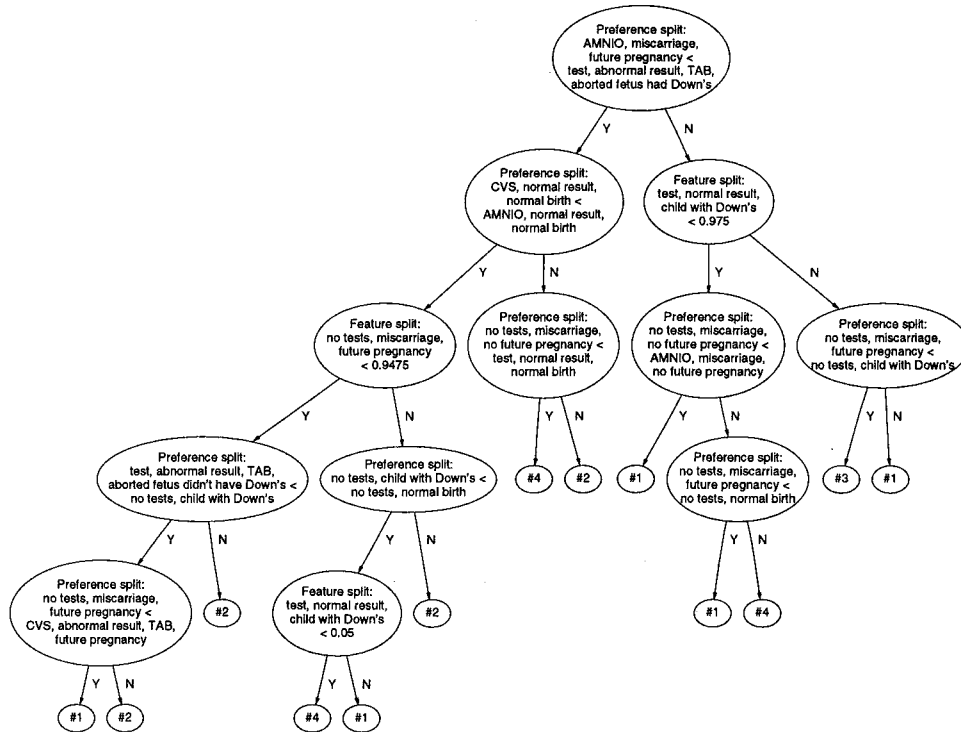 Preference split:
AMNIO, miscarriage,
future pregnancy <
test, abnormal result, TAB,
aborted fetus had Down's
Y
N
Preference split:
CVS, normal result,
normal birth <
AMNIO, normal result,
normal birth
Feature split:
test, normal result,
child with Down's
< 0.975
Y
N
Y
N
Feature split:
no tests, miscarriage,
future pregnancy
< 0.9475
Preference split:
no tests, miscarriage,
no future pregnancy <
test, normal result,
normal birth
Preference split:
no tests, miscarriage,
no future pregnancy <
AMNIO, miscarriage,
no future pregnancy
Preference split:
no tests, miscarriage,
future pregnancy <
no tests, child with Down's
Y
N
Y
N
Y
N
Y
N
Preference split:
test, abnormal result, TAB,
aborted fetus didn't have Down's <
no tests, child with Down's
Preference split:
no tests, child with Down's <
no tests, normal birth
#4
#2
#1
Preference split:
no tests, miscarriage,
future pregnancy <
no tests, normal birth
#3
#1
Y
N
Y
N
Y
N
Preference split:
no tests, miscarriage,
future pregnancy <
CVS, abnormal result, TAB,
future pregnancy
#2
Feature split:
test, normal result,
child with Down's
< 0.05
#2
#1
#4
Y
N
Y
N
#1
#2
#4
#1